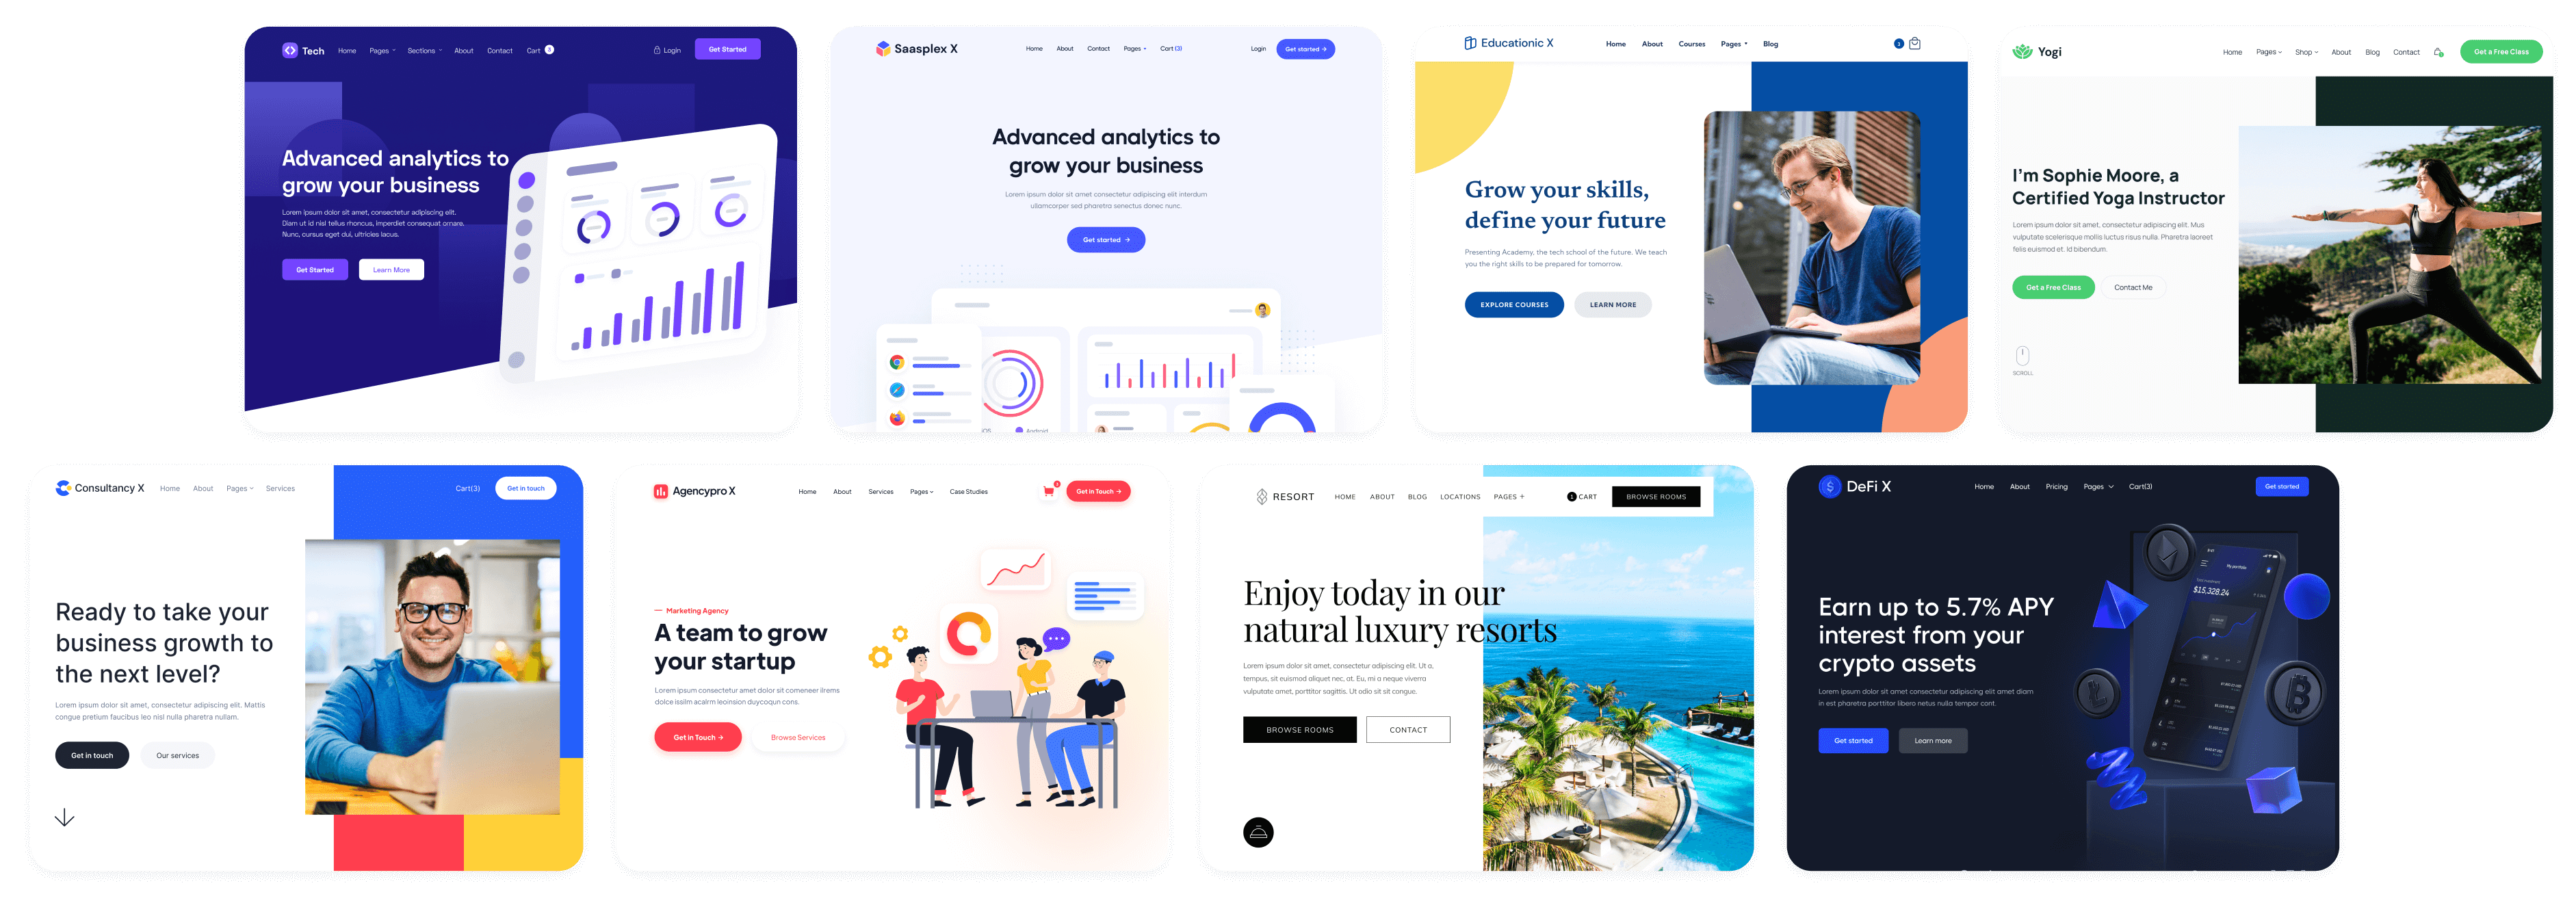 Tech
Home Pages Sections About Contact Cart
Login
Get Started
Advanced analytics to
grow your business
Lorem ipsum dolor sit amet, consectetur adipiscing elit.
Diam ut id nisl tellus rhoncus, imperdiet consequat ornare.
Nunc, cursus eget dui, ultricies lacus.
Get Started
Learn More
Saasplex X
Home About Contact Pages Cart (3)
Login
Get started →
Advanced analytics to
grow your business
Lorem ipsum dolor sit amet consectetur adipiscing elit interdum
ullamcorper sed pharetra senectus donec nunc.
Get started →
iOS
Android
Educationic X
Home About Courses Pages Blog
1
Grow your skills,
define your future
Presenting Academy, the tech school of the future. We teach
you the right skills to be prepared for tomorrow.
EXPLORE COURSES
LEARN MORE
Yogi
Home Pages Shop About Blog Contact
Get a Free Class
I'm Sophie Moore, a
Certified Yoga Instructor
Lorem ipsum dolor sit amet, consectetur adipiscing elit. Mus
vulputate scelerisque mollis luctus risus nulla. Pharetra laoreet
felis euismod et. Id bibendum.
Get a Free Class
Contact Me
SCROLL
Consultancy X
Home About Pages Services
Cart(3)
Get in touch
Ready to take your
business growth to
the next level?
Lorem ipsum dolor sit amet, consectetur adipiscing elit. Mattis
congue pretium faucibus leo nisl nulla pharetra nullam.
Get in touch
Our services
Agencypro X
Home About Services Pages Case Studies
Get in Touch →
Marketing Agency
A team to grow
your startup
Lorem ipsum consectetur amet dolor sit comeneer ilrems
dolce issilm acalrm leoinsion duycoqun cons.
Get in Touch →
Browse Services
RESORT
HOME ABOUT BLOG LOCATIONS PAGES +
1 CART
BROWSE ROOMS
Enjoy today in our
natural luxury resorts
Lorem ipsum dolor sit amet, consectetur adipiscing elit. Ut a,
tempus, sit euismod aliquet nec, at. Eu, mi a neque viverra
vulputate amet, porttitor sagittis. Ut odio sit sit congue.
BROWSE ROOMS
CONTACT
DeFi X
Home About Pricing Pages Cart(3)
Get started
Earn up to 5.7% APY
interest from your
crypto assets
Lorem ipsum dolor sit amet consectetur adipiscing elit amet diam
in est pharetra porttitor libero netus nulla tempor cont.
Get started
Learn more
My portfolio
$15,328.24